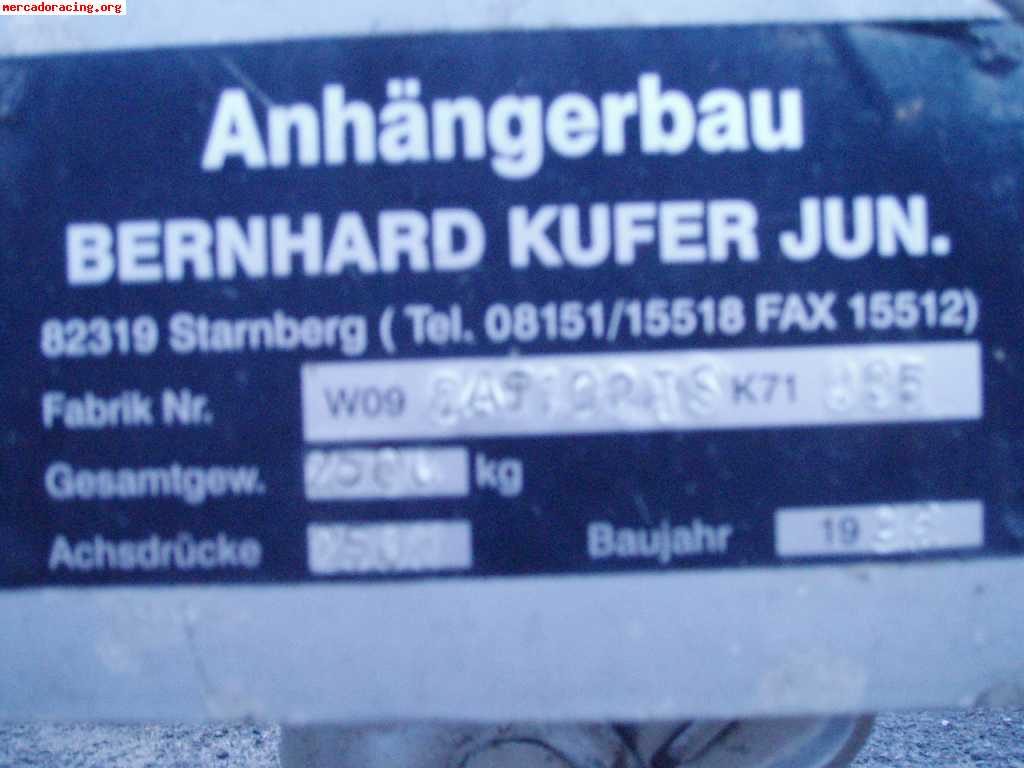 mercadoracing.org
Anhängerbau
BERNHARD KUFER JUN.
82319 Starnberg ( Tel. 08151/15518 FAX 15512)
Fabrik Nr. W09 K71
Gesamtgew. kg
Achsdrücke
Baujahr 19